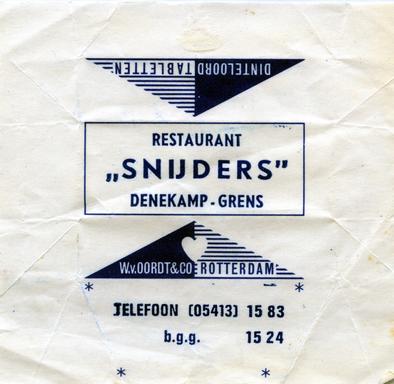 DINTELOORD TABLETTEN
RESTAURANT
„SNIJDERS”
DENEKAMP-GRENS
W.v.OORDT&CO ROTTERDAM
* *
TELEFOON (05413) 15 83
b.g.g. 15 24
* *